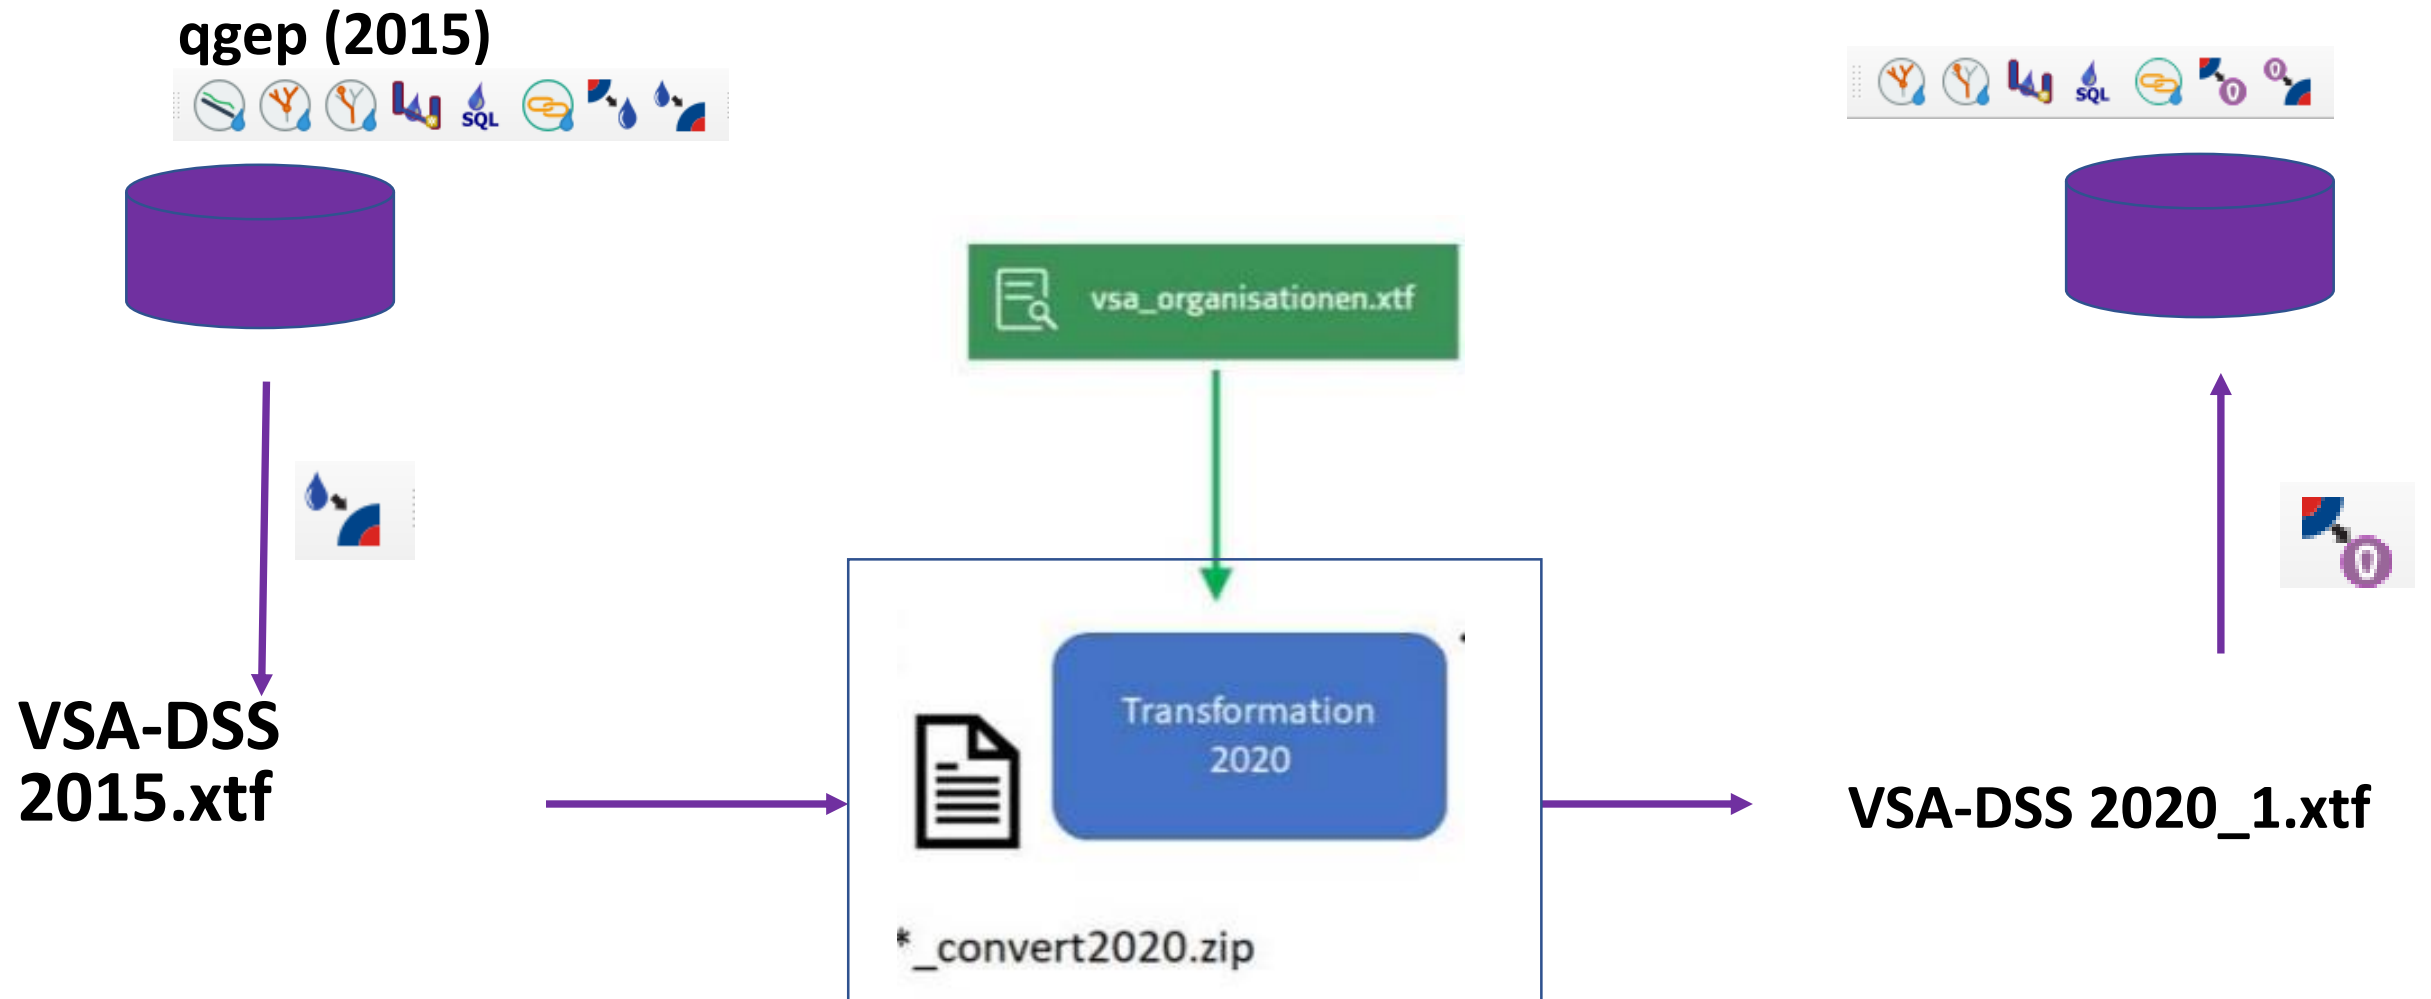 qgep (2015)
SQL
SQL
vsa_organisationen.xtf
Transformation
2020
*_convert2020.zip
VSA-DSS
2015.xtf
VSA-DSS 2020_1.xtf